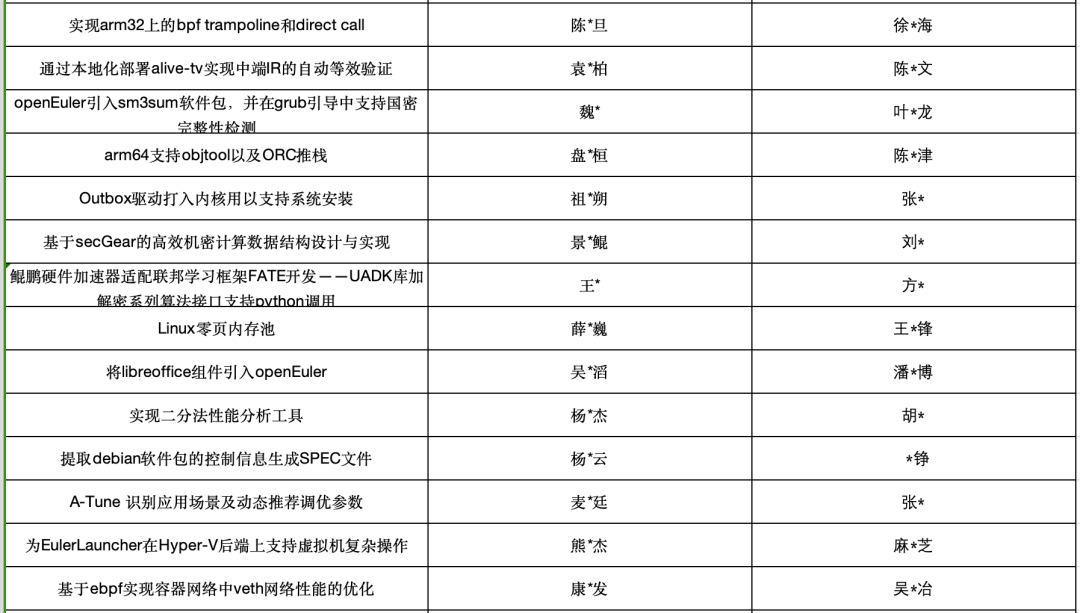 实现arm32上的bpf trampoline和direct call 陈*旦 徐*海
通过本地化部署alive-tv实现中端IR的自动等效验证 袁*柏 陈*文
openEuler引入sm3sum软件包，并在grub引导中支持国密
完整性检测 魏* 叶*龙
arm64支持objtool以及ORC推栈 盘*桓 陈*津
Outbox驱动打入内核用以支持系统安装 祖*朔 张*
基于secGear的高效机密计算数据结构设计与实现 景*鲲 刘*
鲲鹏硬件加速器适配联邦学习框架FATE开发——UADK库加
解密系列算法接口支持python调用 王* 方*
Linux零页内存池 薛*巍 王*锋
将libreoffice组件引入openEuler 吴*滔 潘*博
实现二分法性能分析工具 杨*杰 胡*
提取debian软件包的控制信息生成SPEC文件 杨*云 *铮
A-Tune 识别应用场景及动态推荐调优参数 麦*廷 张*
为EulerLauncher在Hyper-V后端上支持虚拟机复杂操作 熊*杰 麻*芝
基于ebpf实现容器网络中veth网络性能的优化 康*发 吴*冶